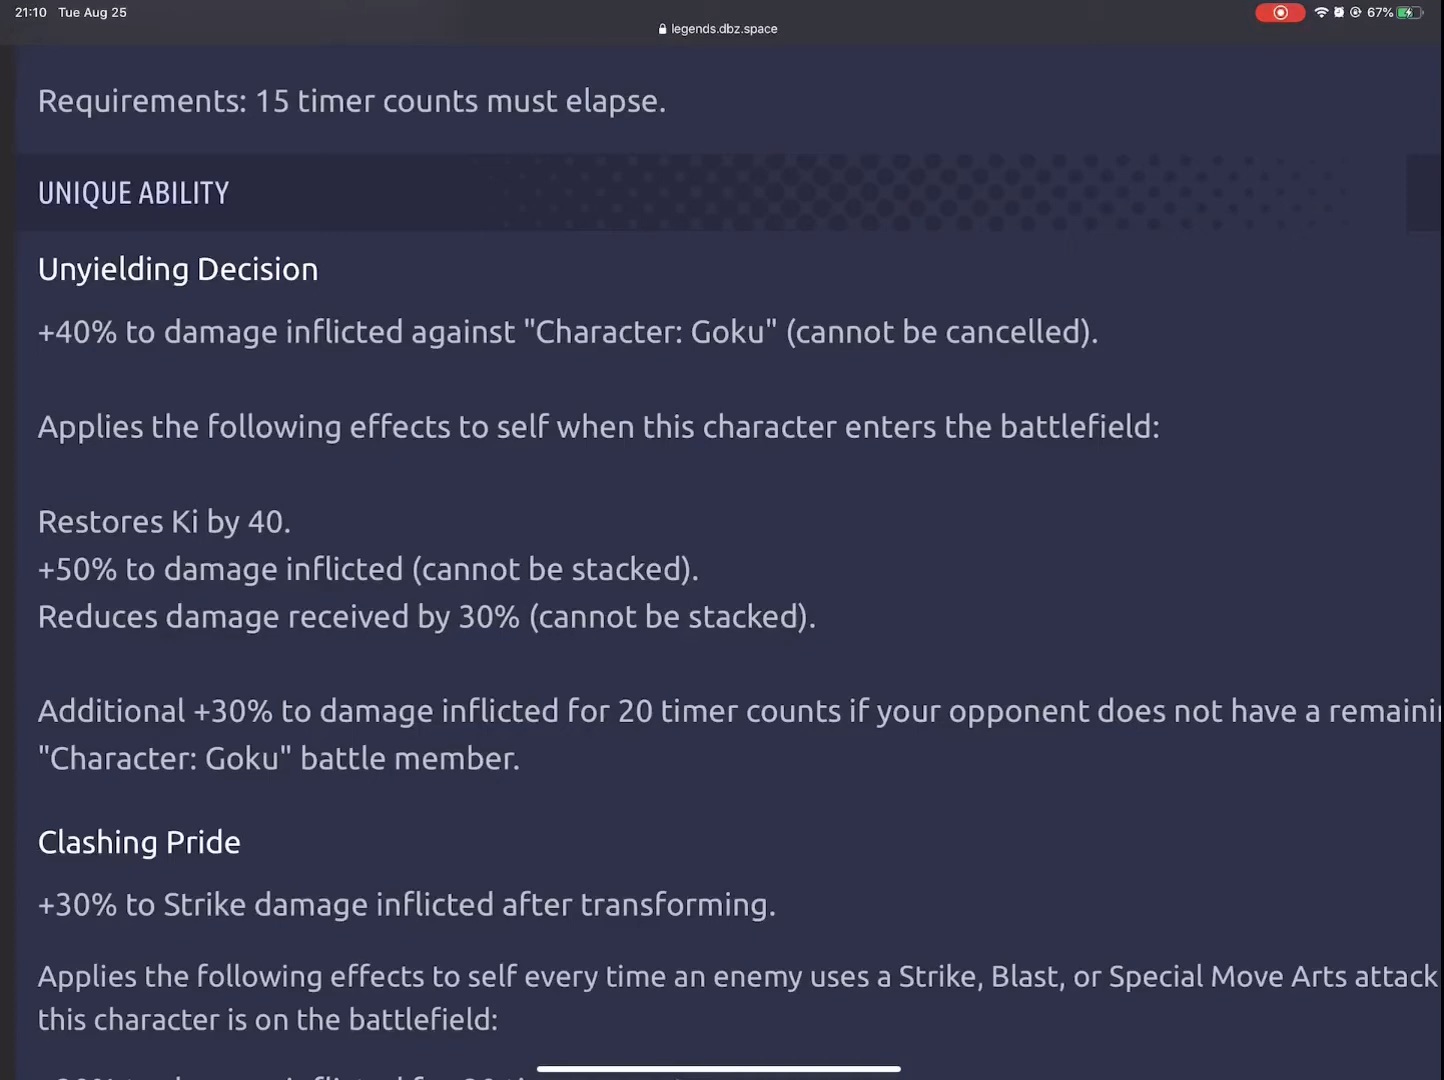 21:10 Tue Aug 25
67%
legends.dbz.space
Requirements: 15 timer counts must elapse.
UNIQUE ABILITY
Unyielding Decision
+40% to damage inflicted against "Character: Goku" (cannot be cancelled).
Applies the following effects to self when this character enters the battlefield:
Restores Ki by 40.
+50% to damage inflicted (cannot be stacked).
Reduces damage received by 30% (cannot be stacked).
Additional +30% to damage inflicted for 20 timer counts if your opponent does not have a
"Character: Goku" battle member.
Clashing Pride
+30% to Strike damage inflicted after transforming.
Applies the following effects to self every time an enemy uses a Strike, Blast, or Special Move Arts attack
this character is on the battlefield: